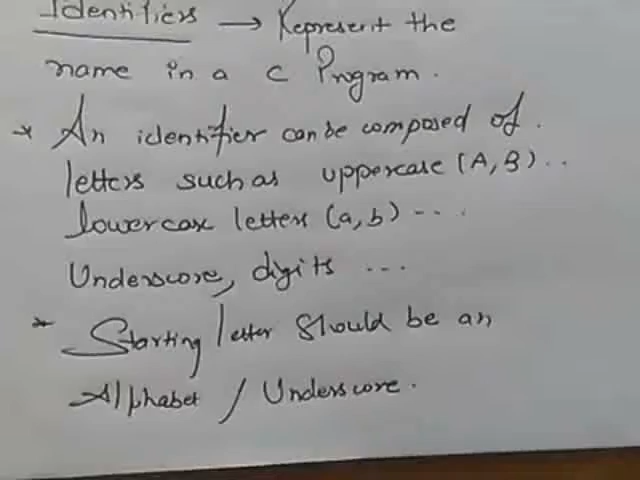 Identifiers → Represent the
name in a C Program.
* An identifier can be composed of.
letters such as uppercase (A, B) ..
lowercase letters (a, b) ....
Underscore, digits ...
* Starting letter should be an
Alphabet / Underscore.